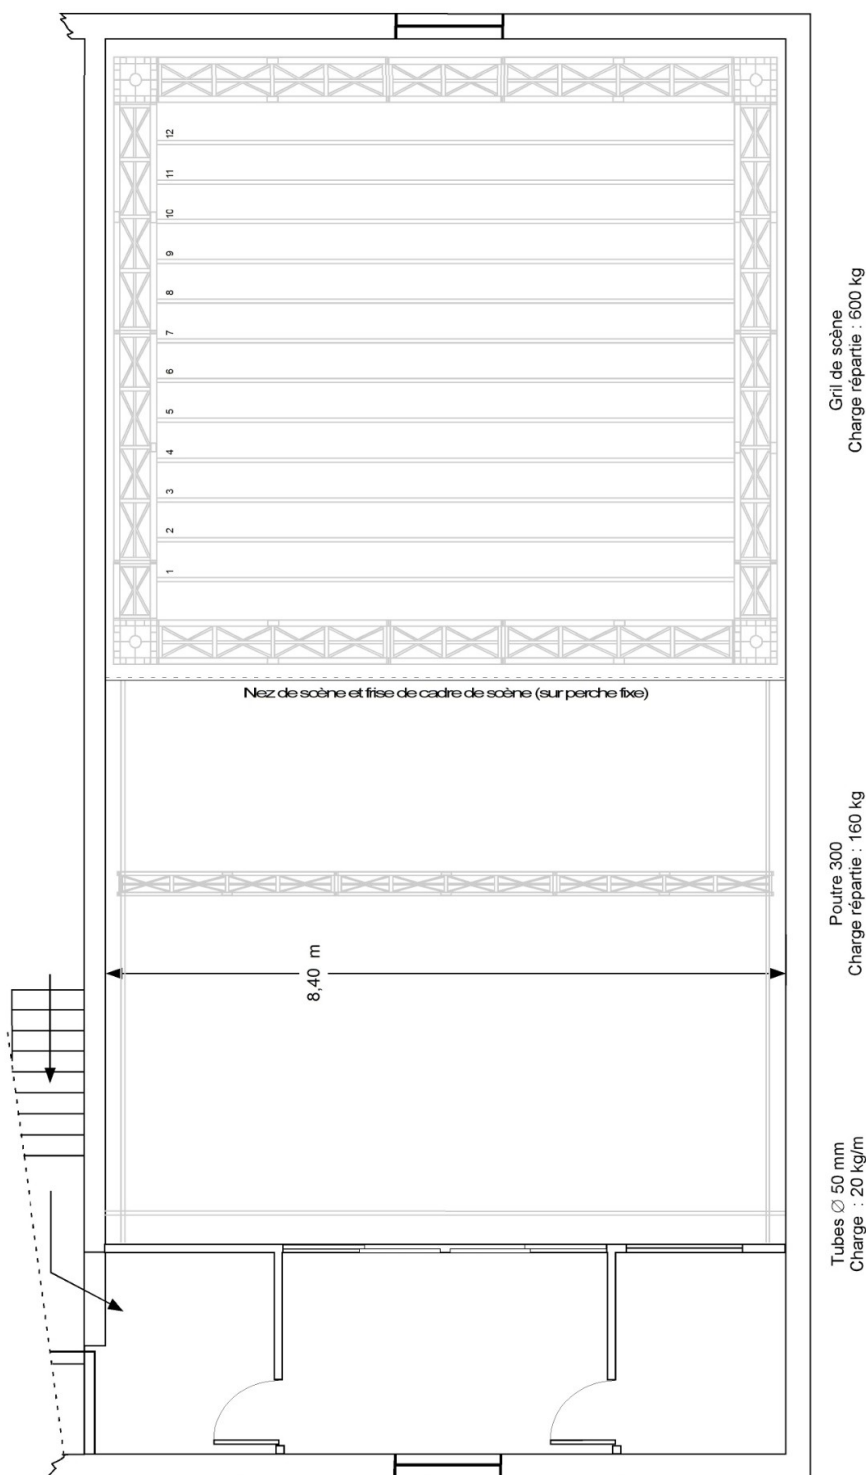 12
11
10
9
8
7
6
5
4
3
2
1
Nez de scène et frise de cadre de scène (sur perche fixe)
8,40 m
Gril de scène
Charge répartie : 600 kg
Poutre 300
Charge répartie : 160 kg
Tubes ∅ 50 mm
Charge : 20 kg/m